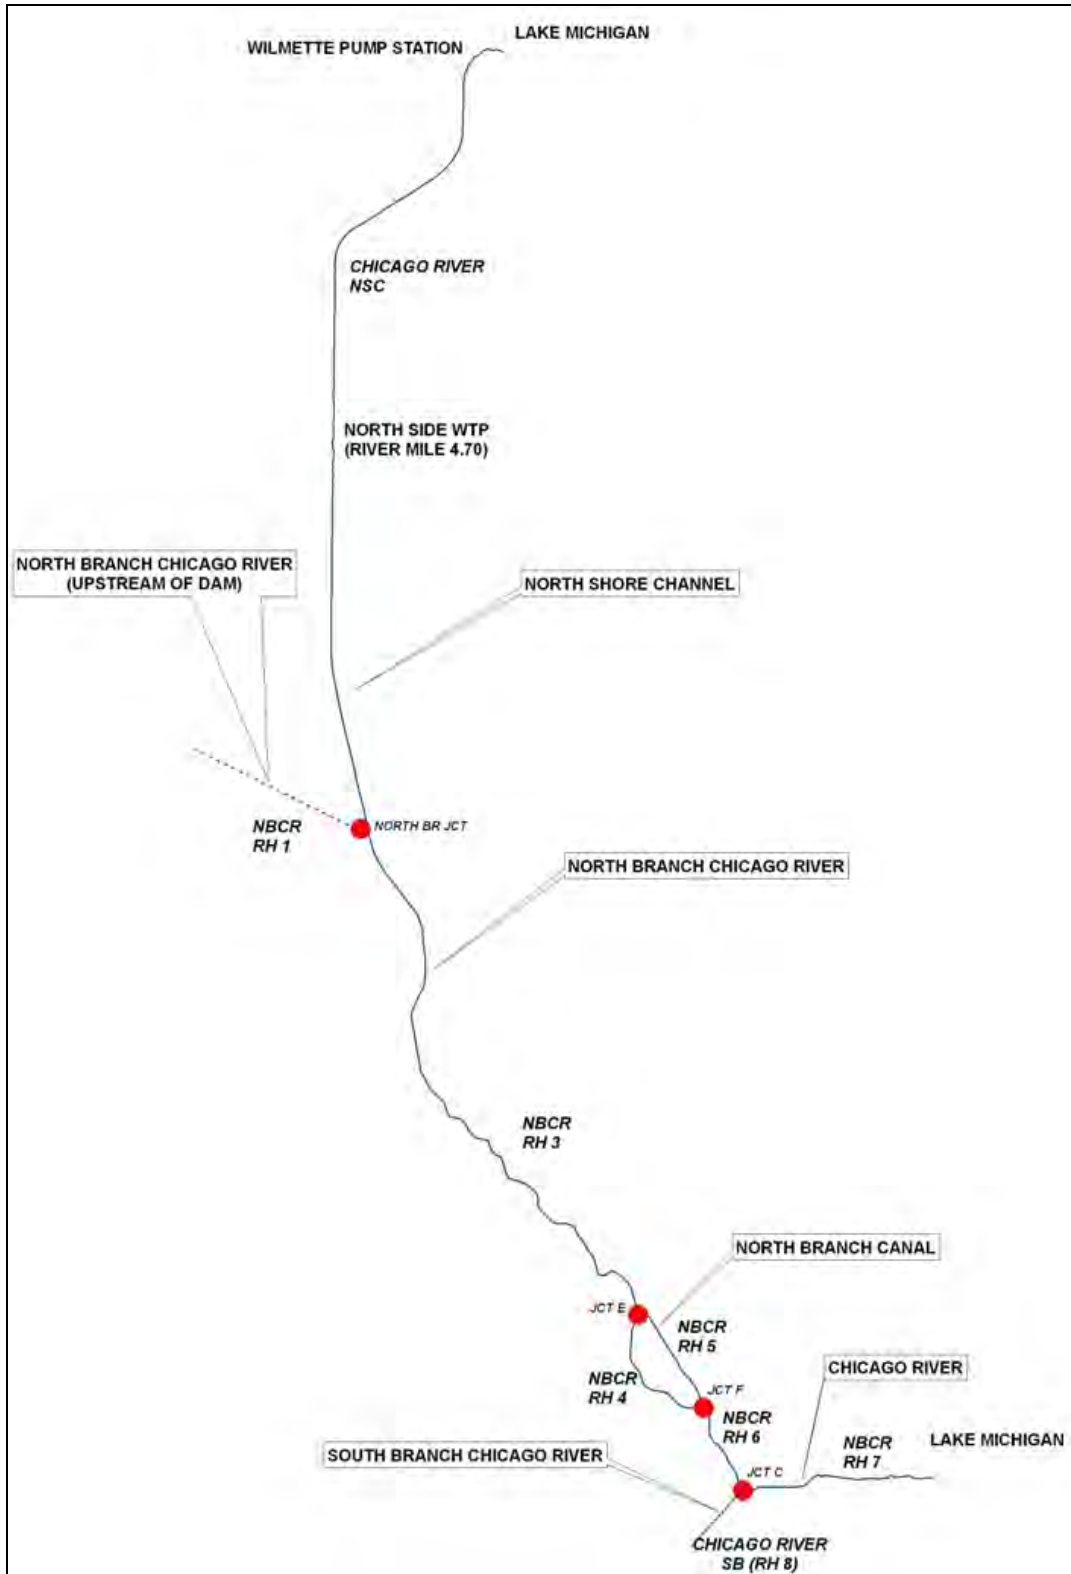 LAKE MICHIGAN
WILMETTE PUMP STATION
CHICAGO RIVER
NSC
NORTH SIDE WTP
(RIVER MILE 4.70)
NORTH BRANCH CHICAGO RIVER
(UPSTREAM OF DAM)
NORTH SHORE CHANNEL
NBCR
RH 1
NORTH BR JCT
NORTH BRANCH CHICAGO RIVER
NBCR
RH 3
NORTH BRANCH CANAL
JCT E
NBCR
RH 5
CHICAGO RIVER
NBCR
RH 4
JCT F
NBCR
RH 6
SOUTH BRANCH CHICAGO RIVER
NBCR
RH 7
LAKE MICHIGAN
JCT C
CHICAGO RIVER
SB (RH 8)